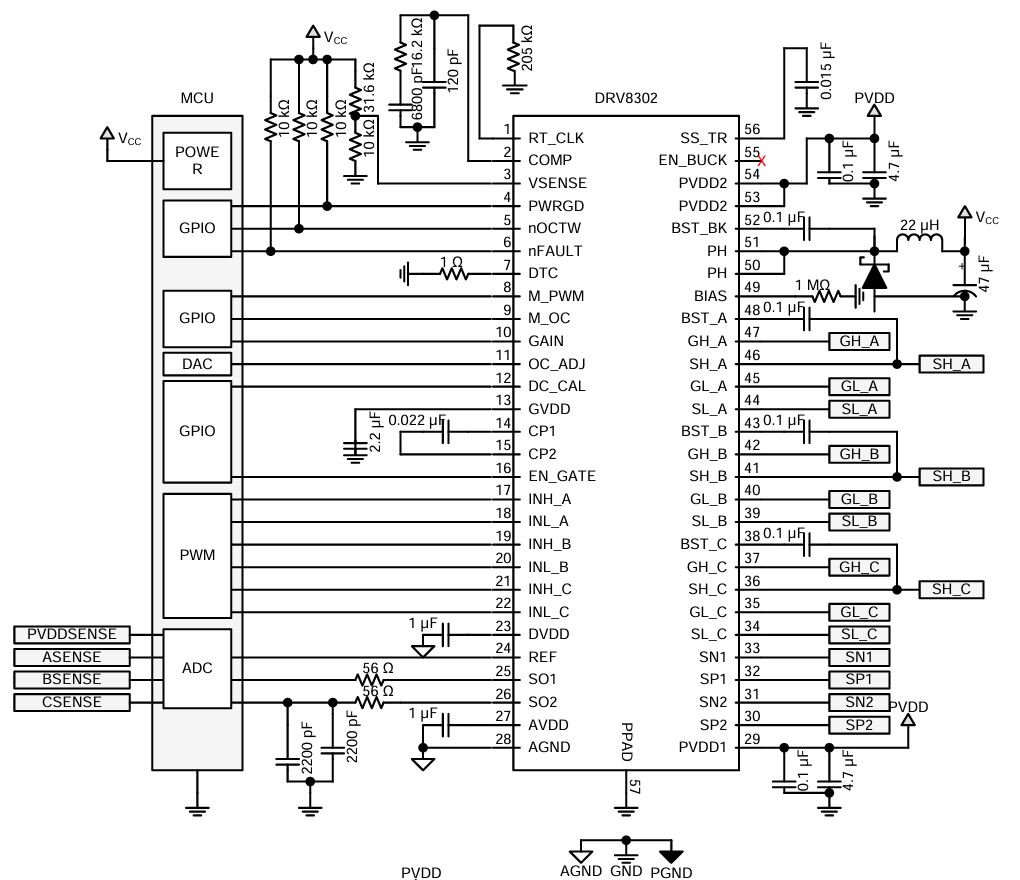 V_CC
16.2 kΩ
6800 pF
120 pF
205 kΩ
0.015 µF
31.6 kΩ
10 kΩ
10 kΩ
10 kΩ
10 kΩ
MCU
DRV8302
PVDD
V_CC
POWE
R
1 RT_CLK
SS_TR 56
2 COMP
EN_BUCK 55
X
3 VSENSE
PVDD2 54
0.1 µF
4.7 µF
4 PWRGD
PVDD2 53
GPIO
5 nOCTW
BST_BK 52
0.1 µF
22 µH
V_CC
6 nFAULT
PH 51
1 Ω
7 DTC
PH 50
+
47 µF
8 M_PWM
BIAS 49
1 MΩ
GPIO
9 M_OC
BST_A 48
0.1 µF
10 GAIN
GH_A 47
GH_A
DAC
11 OC_ADJ
SH_A 46
SH_A
12 DC_CAL
GL_A 45
GL_A
13 GVDD
SL_A 44
SL_A
2.2 µF
0.022 µF
GPIO
14 CP1
BST_B 43
0.1 µF
15 CP2
GH_B 42
GH_B
16 EN_GATE
SH_B 41
SH_B
17 INH_A
GL_B 40
GL_B
18 INL_A
SL_B 39
SL_B
PWM
19 INH_B
BST_C 38
0.1 µF
20 INL_B
GH_C 37
GH_C
21 INH_C
SH_C 36
SH_C
22 INL_C
GL_C 35
GL_C
PVDDSENSE
1 µF
23 DVDD
SL_C 34
SL_C
ASENSE
ADC
24 REF
SN1 33
SN1
BSENSE
56 Ω
25 SO1
SP1 32
SP1
CSENSE
56 Ω
26 SO2
SN2 31
SN2
PVDD
2200 pF
2200 pF
1 µF
27 AVDD
SP2 30
SP2
28 AGND
PVDD1 29
PPAD
57
0.1 µF
4.7 µF
AGND GND PGND
PVDD